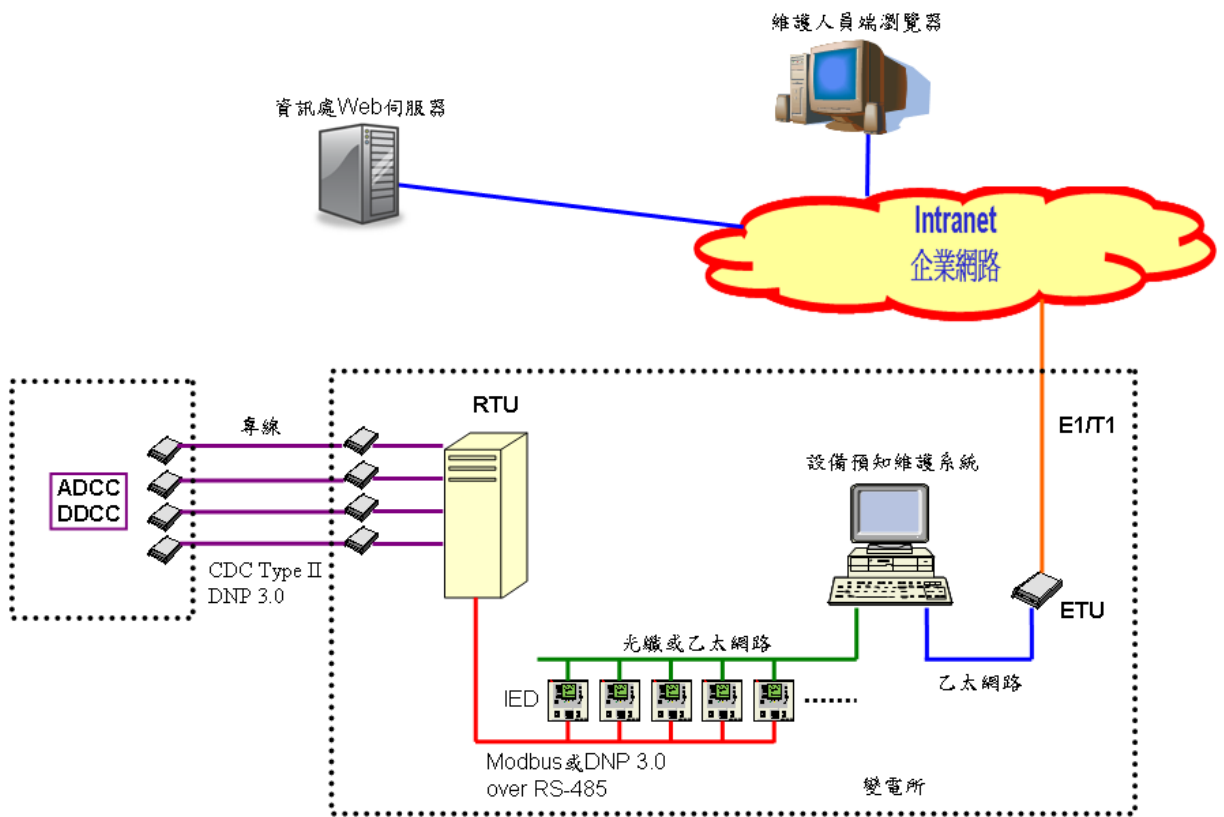 維護人員端瀏覽器
資訊處Web伺服器
Intranet
企業網路
RTU
E1/T1
專線
設備預知維護系統
ADCC
DDCC
CDC Type II
DNP 3.0
ETU
光纖或乙太網路
乙太網路
IED
Modbus或DNP 3.0
over RS-485
變電所